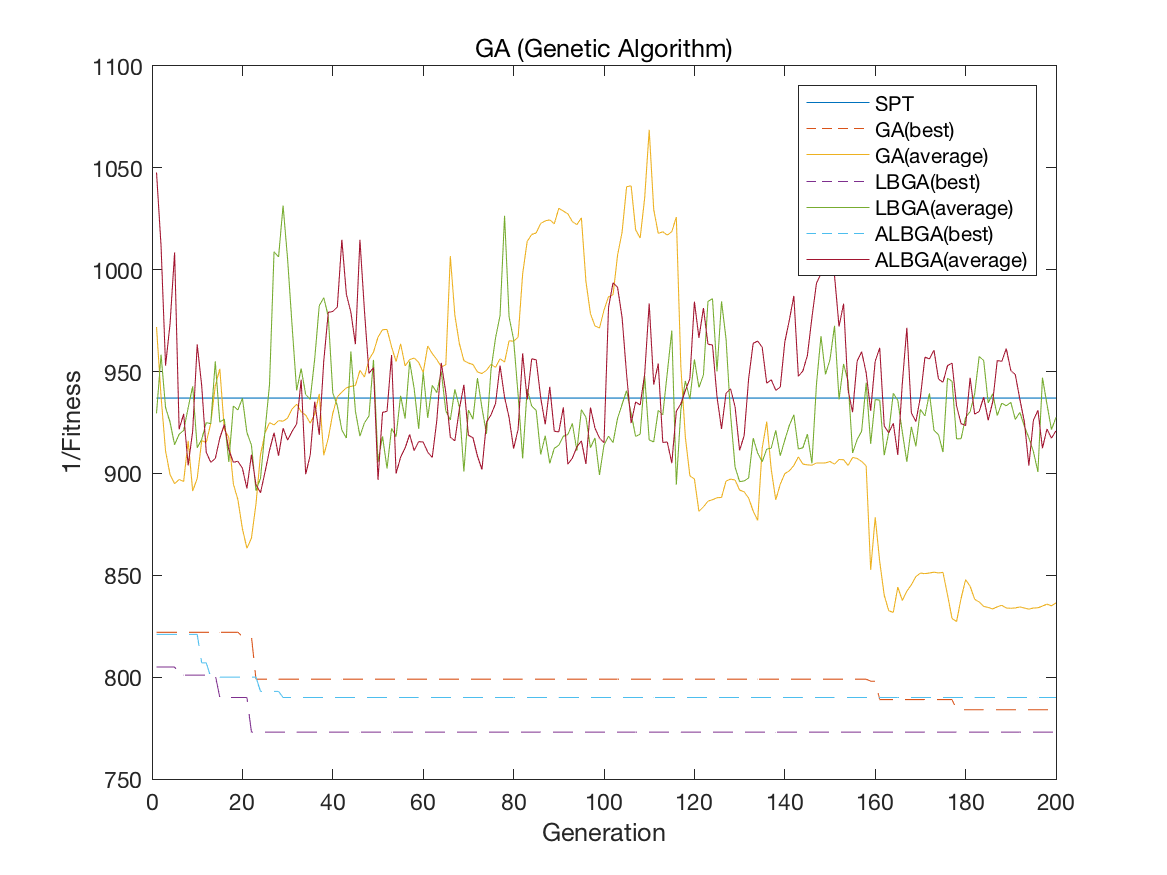 GA (Genetic Algorithm)
1100
1050
1000
950
900
850
800
750
1/Fitness
SPT
GA(best)
GA(average)
LBGA(best)
LBGA(average)
ALBGA(best)
ALBGA(average)
0 20 40 60 80 100 120 140 160 180 200
Generation